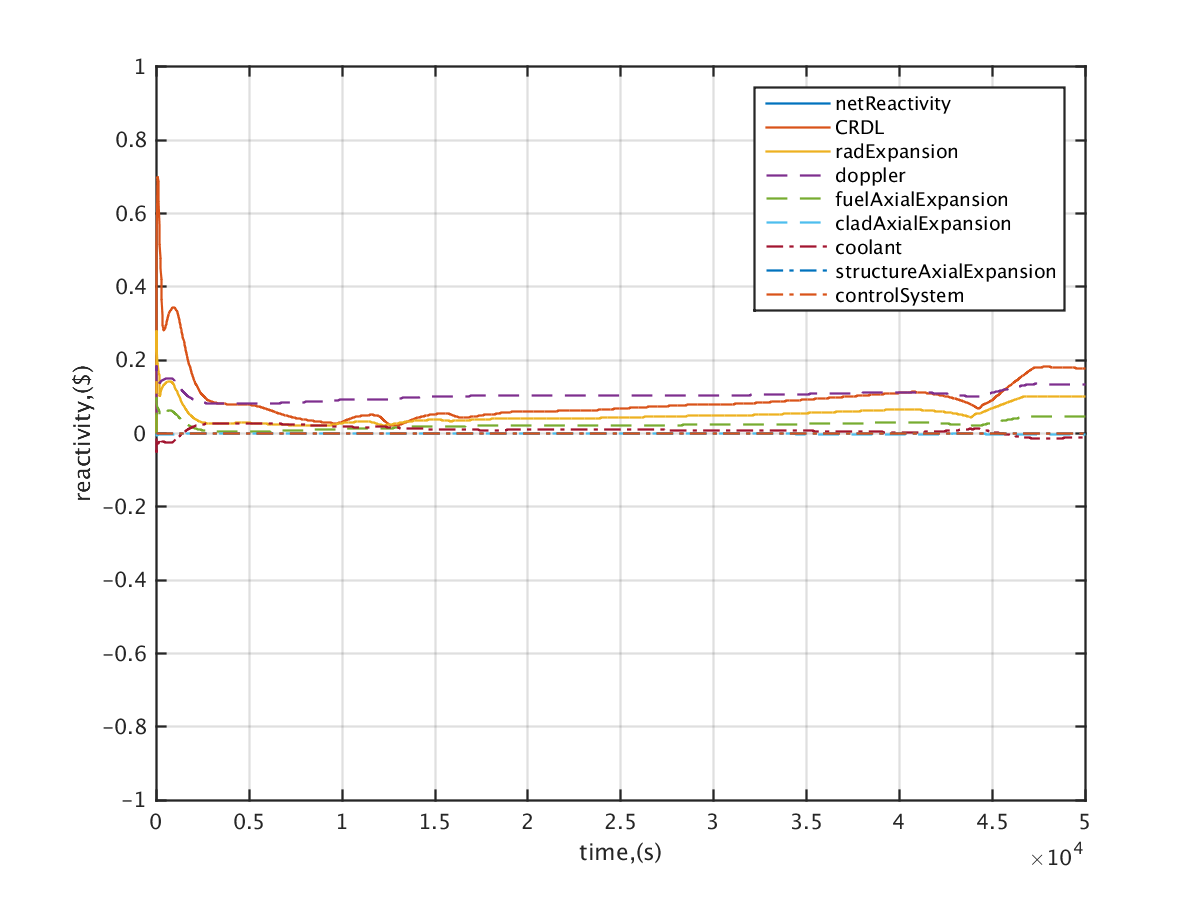 1
0.8
0.6
0.4
0.2
0
−0.2
−0.4
−0.6
−0.8
−1
reactivity,($)
netReactivity
CRDL
radExpansion
doppler
fuelAxialExpansion
cladAxialExpansion
coolant
structureAxialExpansion
controlSystem
0 0.5 1 1.5 2 2.5 3 3.5 4 4.5 5
time,(s)
×10⁴